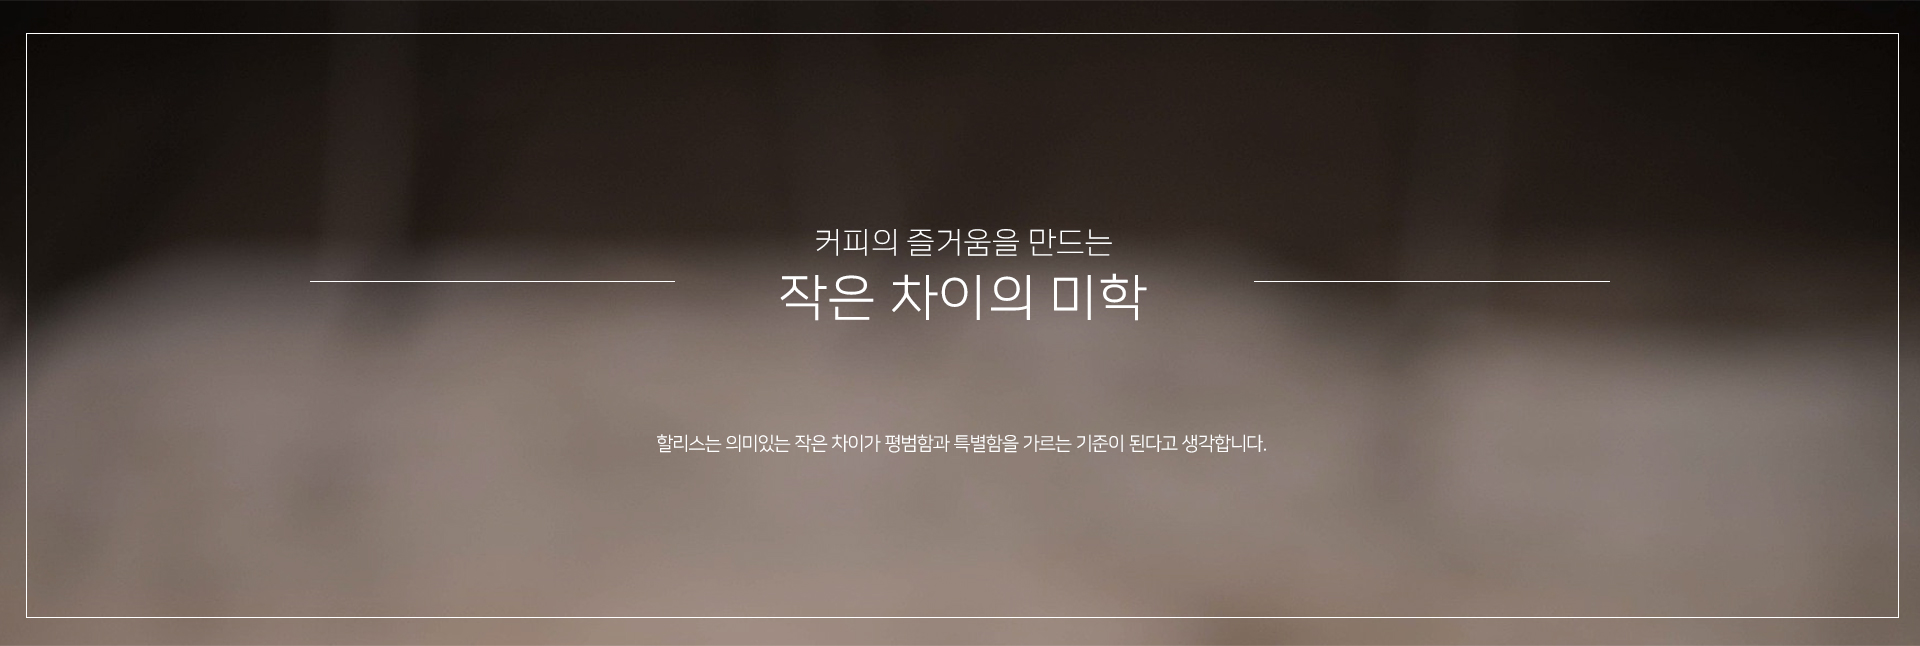 커피의 즐거움을 만드는
작은 차이의 미학
할리스는 의미있는 작은 차이가 평범함과 특별함을 가르는 기준이 된다고 생각합니다.